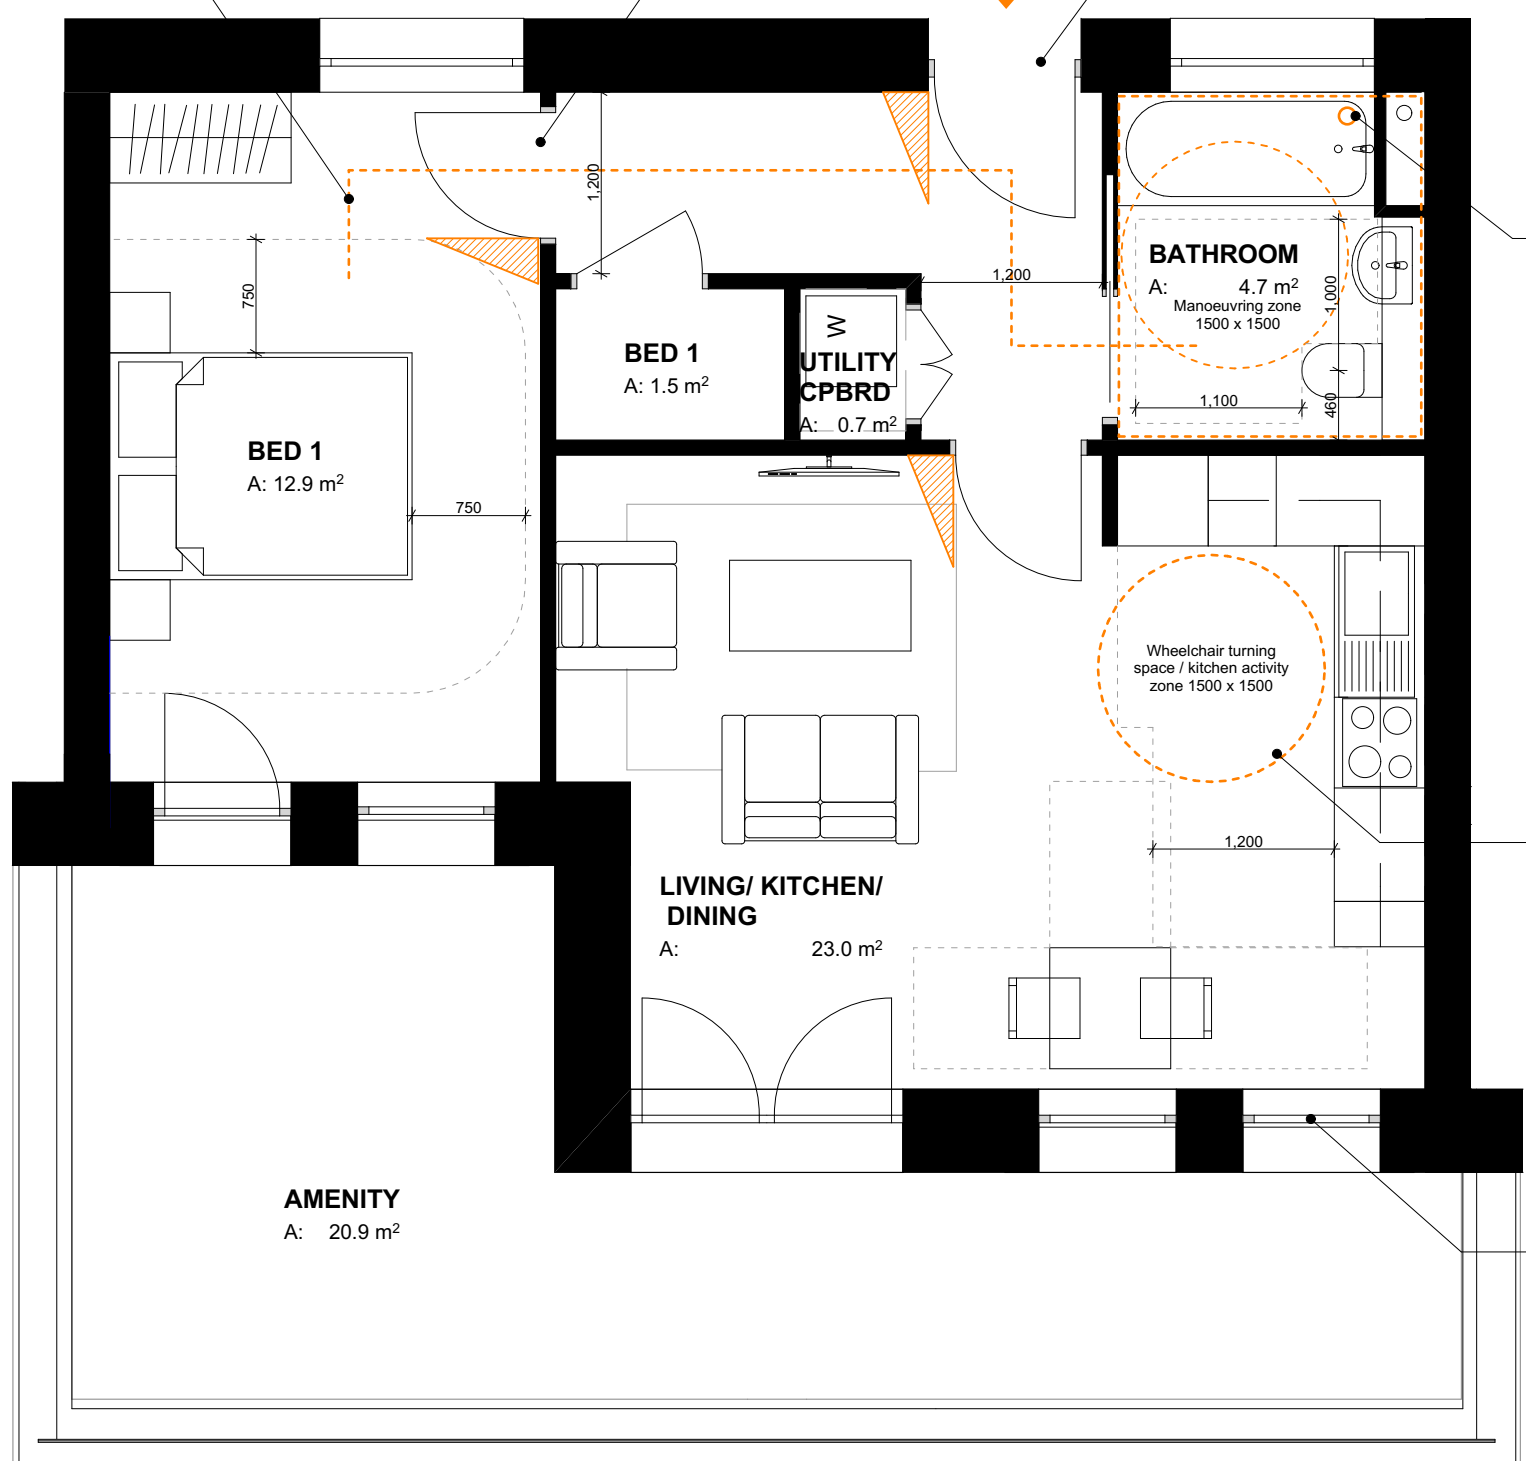 1,200
BATHROOM
A: 4.7 m²
Manoeuvring zone
1500 x 1500
1,000
1,200
750
W
BED 1
A: 1.5 m²
UTILITY
CPBRD
A: 0.7 m²
1,100
460
BED 1
A: 12.9 m²
750
Wheelchair turning
space / kitchen activity
zone 1500 x 1500
1,200
LIVING/ KITCHEN/
DINING
A: 23.0 m²
AMENITY
A: 20.9 m²